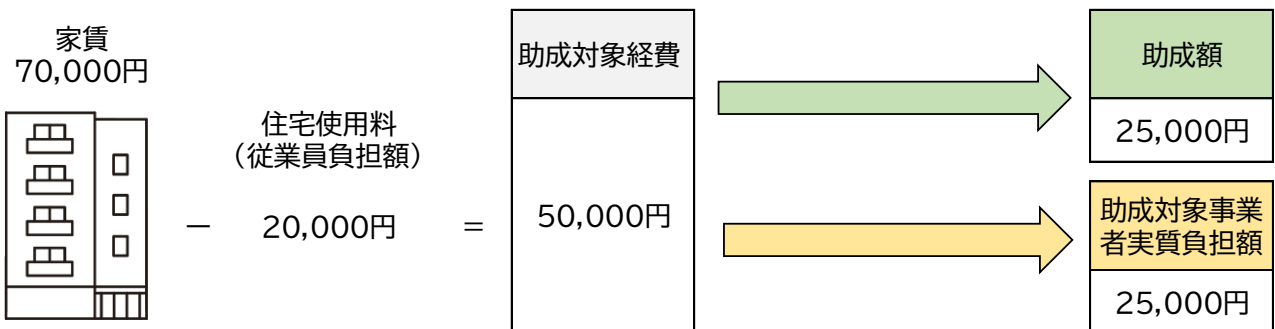 家賃
70,000円
住宅使用料
（従業員負担額）
－
20,000円
＝
助成対象経費
50,000円
助成額
25,000円
助成対象事業
者実質負担額
25,000円